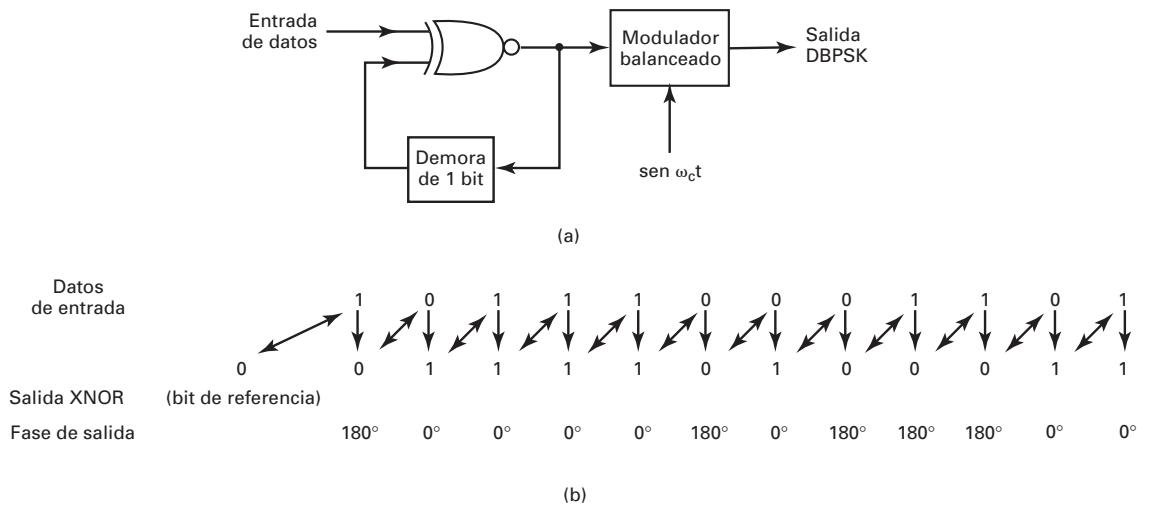 Entrada
de datos
Modulador
balanceado
Salida
DBPSK
Demora
de 1 bit
sen ωct
(a)
Datos
de entrada
1 0 1 1 1 0 0 0 1 1 0 1
0 0 1 1 1 1 0 1 0 0 0 1 1
Salida XNOR (bit de referencia)
Fase de salida 180° 0° 0° 0° 0° 180° 0° 180° 180° 180° 0° 0°
(b)